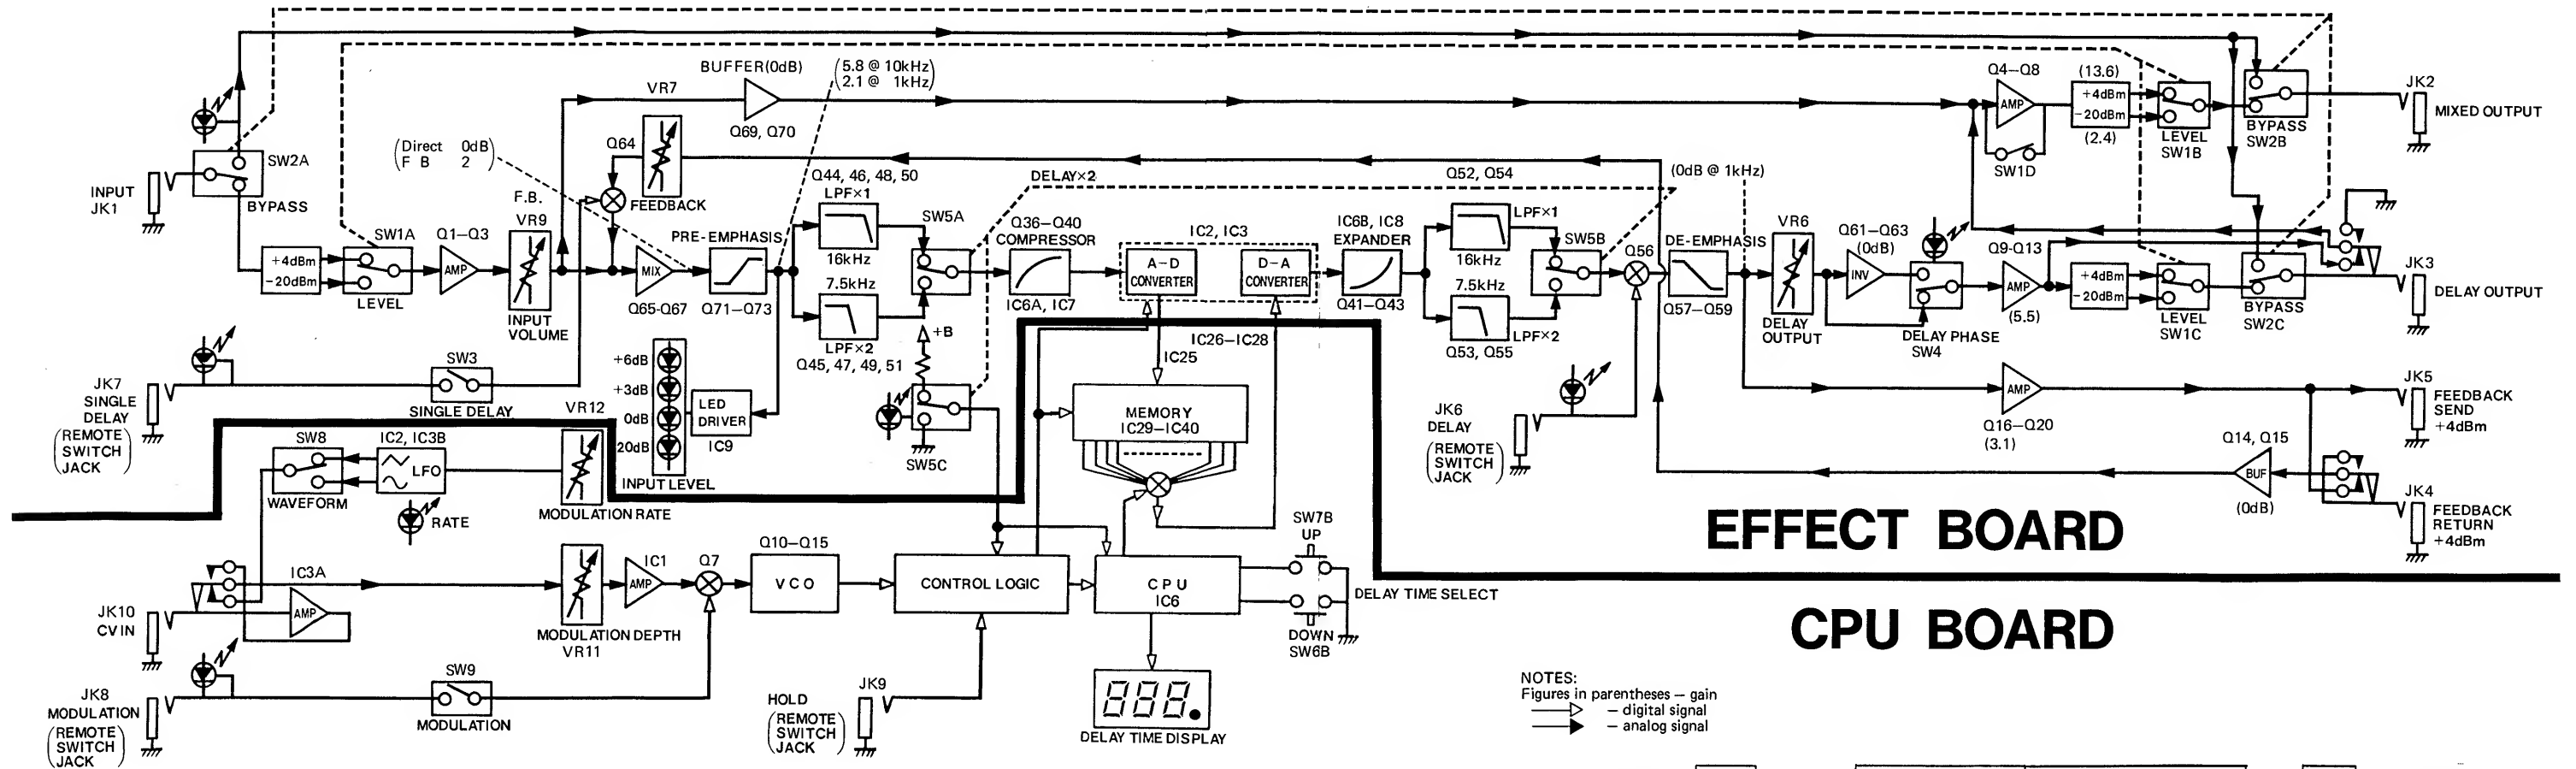 INPUT
JK1
SW2A
BYPASS
+4dBm
-20dBm
SW1A
LEVEL
Q1-Q3
AMP
F.B.
VR9
INPUT
VOLUME
(Direct 0dB)
(F B 2)
VR7
BUFFER(0dB)
Q69, Q70
(5.8 @ 10kHz)
(2.1 @ 1kHz)
Q64
FEEDBACK
MIX
Q65-Q67
PRE-EMPHASIS
Q71-Q73
Q44, 46, 48, 50
LPF×1
16kHz
7.5kHz
LPF×2
Q45, 47, 49, 51
SW5A
DELAY×2
Q36-Q40
COMPRESSOR
IC6A, IC7
IC2, IC3
A-D
CONVERTER
D-A
CONVERTER
IC6B, IC8
EXPANDER
Q41-Q43
Q52, Q54
LPF×1
16kHz
7.5kHz
LPF×2
Q53, Q55
SW5B
Q56
(0dB @ 1kHz)
DE-EMPHASIS
Q57-Q59
VR6
DELAY
OUTPUT
Q61-Q63
(0dB)
INV
DELAY PHASE
SW4
Q9-Q13
AMP
(5.5)
+4dBm
-20dBm
LEVEL
SW1C
BYPASS
SW2C
JK3
DELAY OUTPUT
Q4-Q8
AMP
SW1D
(13.6)
+4dBm
-20dBm
(2.4)
LEVEL
SW1B
BYPASS
SW2B
JK2
MIXED OUTPUT
JK7
SINGLE
DELAY
(REMOTE
SWITCH
JACK)
SW3
SINGLE DELAY
+6dB
+3dB
0dB
20dB
INPUT LEVEL
LED
DRIVER
IC9
+B
SW5C
IC25
IC26-IC28
MEMORY
IC29-IC40
JK6
DELAY
(REMOTE
SWITCH
JACK)
AMP
Q16-Q20
(3.1)
JK5
FEEDBACK
SEND
+4dBm
Q14, Q15
BUF
(0dB)
JK4
FEEDBACK
RETURN
+4dBm
EFFECT BOARD
CPU BOARD
SW8
WAVEFORM
IC2, IC3B
LFO
RATE
VR12
MODULATION RATE
IC3A
AMP
JK10
CV IN
MODULATION DEPTH
VR11
IC1
AMP
Q7
Q10-Q15
VCO
CONTROL LOGIC
CPU
IC6
SW7B
UP
DELAY TIME SELECT
DOWN
SW6B
888.
DELAY TIME DISPLAY
JK8
MODULATION
(REMOTE
SWITCH
JACK)
SW9
MODULATION
JK9
HOLD
(REMOTE
SWITCH
JACK)
NOTES:
Figures in parentheses - gain
- digital signal
- analog signal